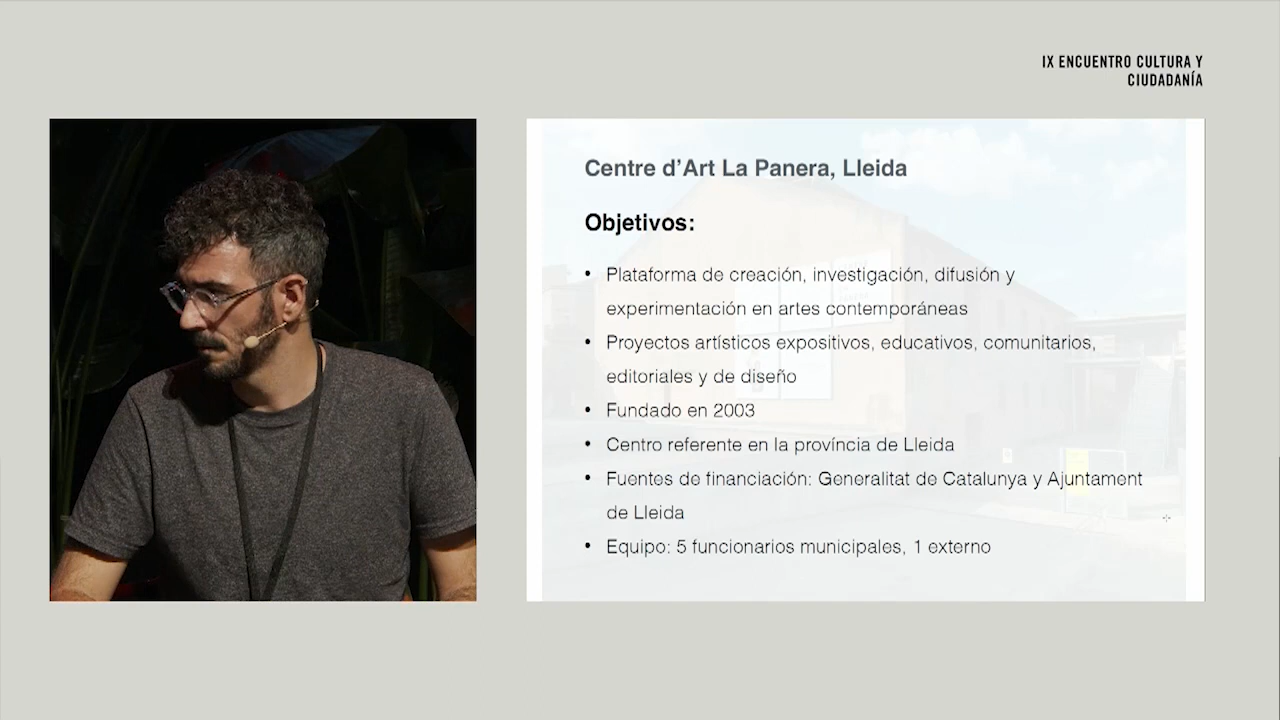 IX ENCUENTRO CULTURA Y
CIUDADANÍA
Centre d’Art La Panera, Lleida
Objetivos:
• Plataforma de creación, investigación, difusión y
experimentación en artes contemporáneas
• Proyectos artísticos expositivos, educativos, comunitarios,
editoriales y de diseño
• Fundado en 2003
• Centro referente en la província de Lleida
• Fuentes de financiación: Generalitat de Catalunya y Ajuntament
de Lleida
• Equipo: 5 funcionarios municipales, 1 externo